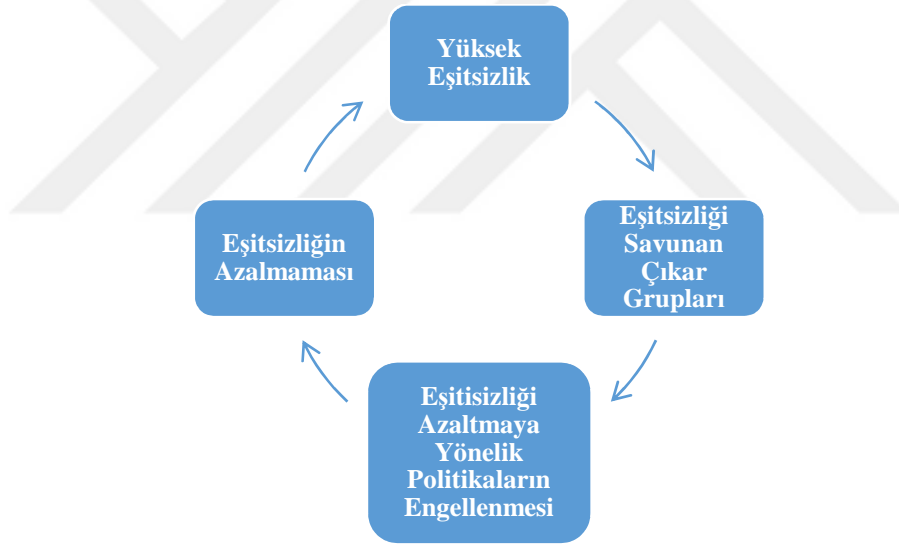 Yüksek
Eşitsizlik
Eşitsizliği
Savunan
Çıkar
Grupları
Eşitisizliği
Azaltmaya
Yönelik
Politikaların
Engellenmesi
Eşitsizliğin
Azalmaması